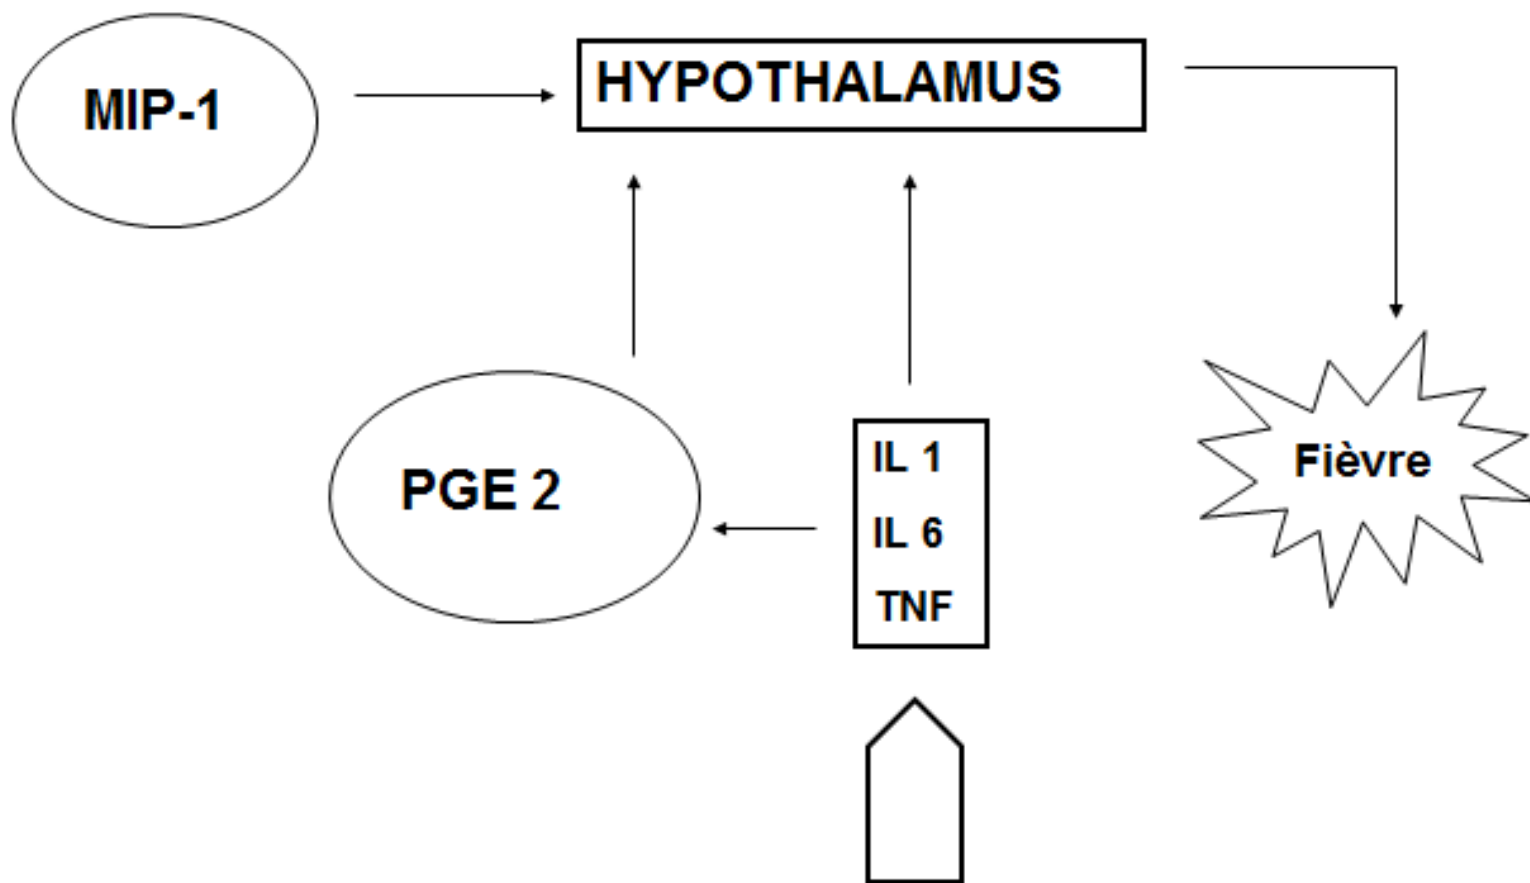 MIP-1
HYPOTHALAMUS
PGE 2
IL 1
IL 6
TNF
Fièvre